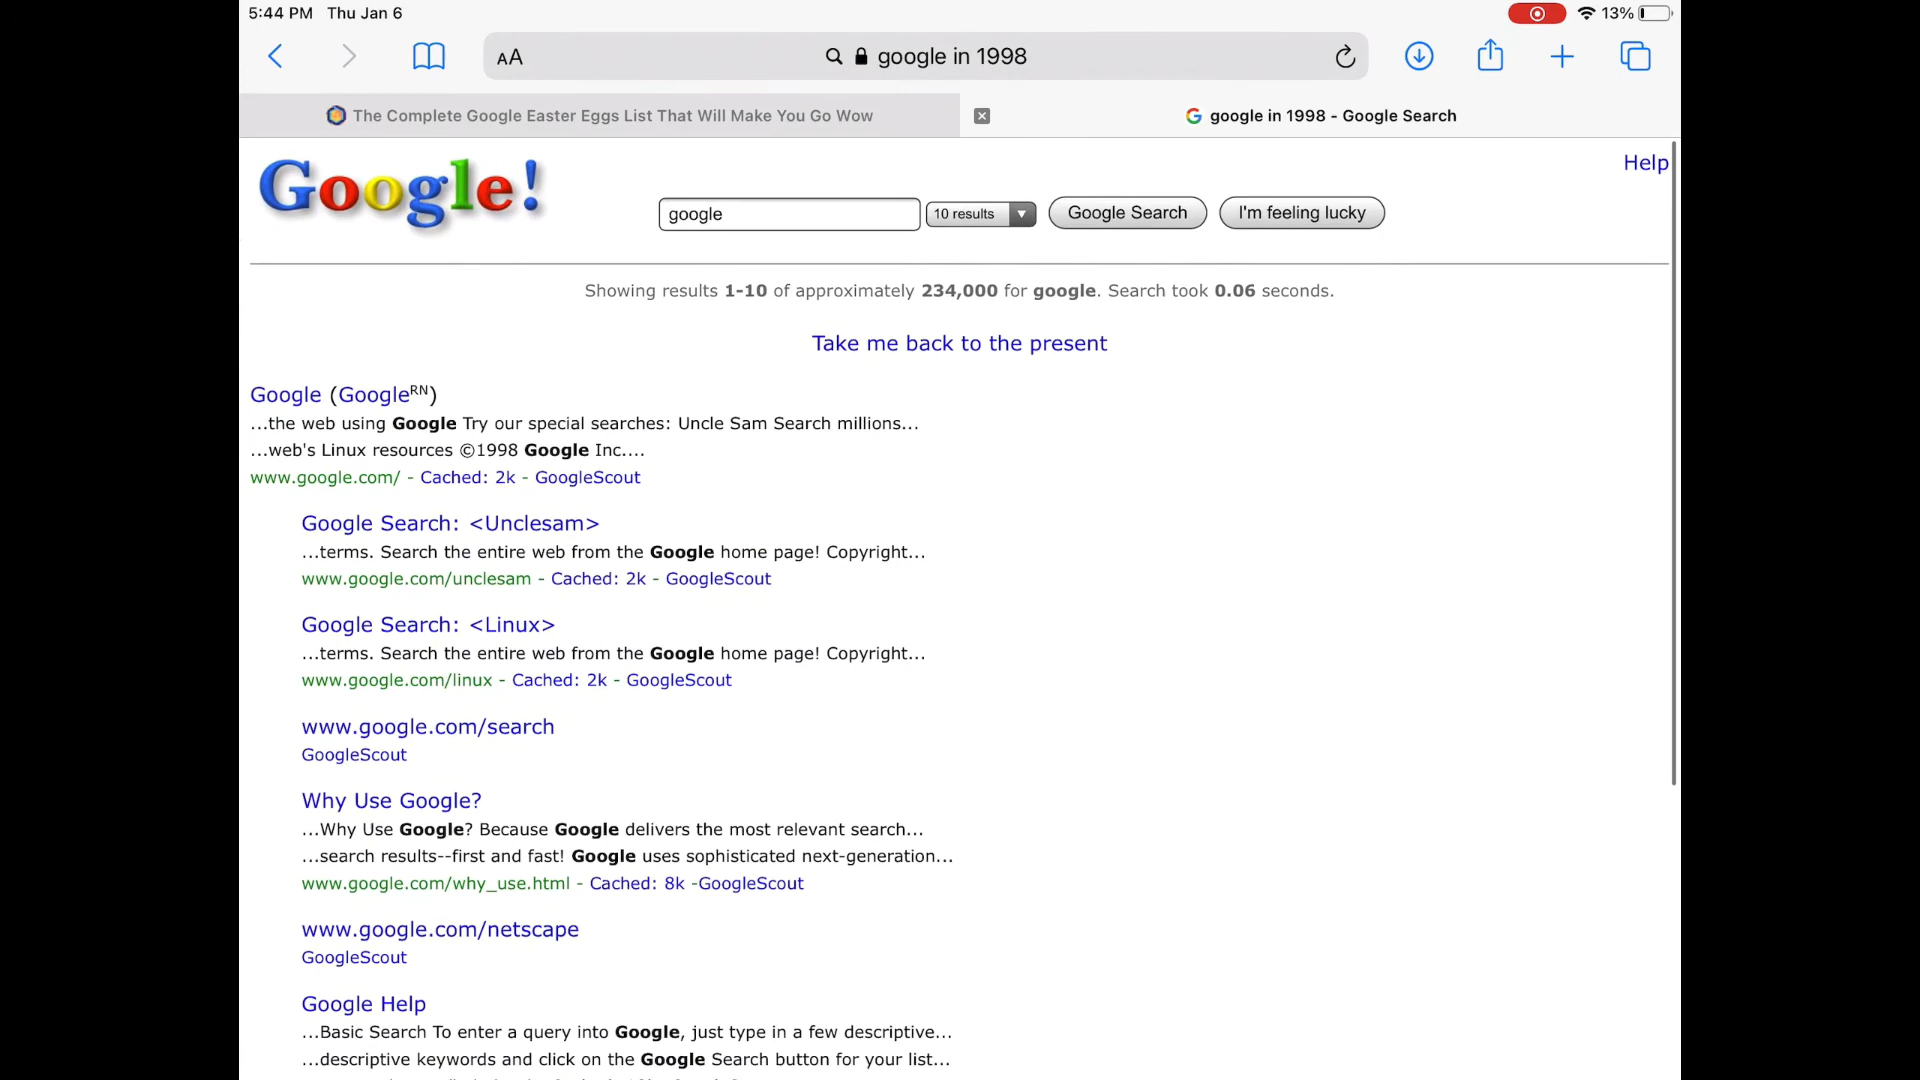 5:44 PM Thu Jan 6
13%
AA
google in 1998
The Complete Google Easter Eggs List That Will Make You Go Wow
google in 1998 - Google Search
Google!
Help
google
10 results
Google Search
I'm feeling lucky
Showing results 1-10 of approximately 234,000 for google. Search took 0.06 seconds.
Take me back to the present
Google (GoogleRN)
...the web using Google Try our special searches: Uncle Sam Search millions...
...web's Linux resources ©1998 Google Inc....
www.google.com/ - Cached: 2k - GoogleScout
Google Search: <Unclesam>
...terms. Search the entire web from the Google home page! Copyright...
www.google.com/unclesam - Cached: 2k - GoogleScout
Google Search: <Linux>
...terms. Search the entire web from the Google home page! Copyright...
www.google.com/linux - Cached: 2k - GoogleScout
www.google.com/search
GoogleScout
Why Use Google?
...Why Use Google? Because Google delivers the most relevant search...
...search results--first and fast! Google uses sophisticated next-generation...
www.google.com/why_use.html - Cached: 8k -GoogleScout
www.google.com/netscape
GoogleScout
Google Help
...Basic Search To enter a query into Google, just type in a few descriptive...
...descriptive keywords and click on the Google Search button for your list...